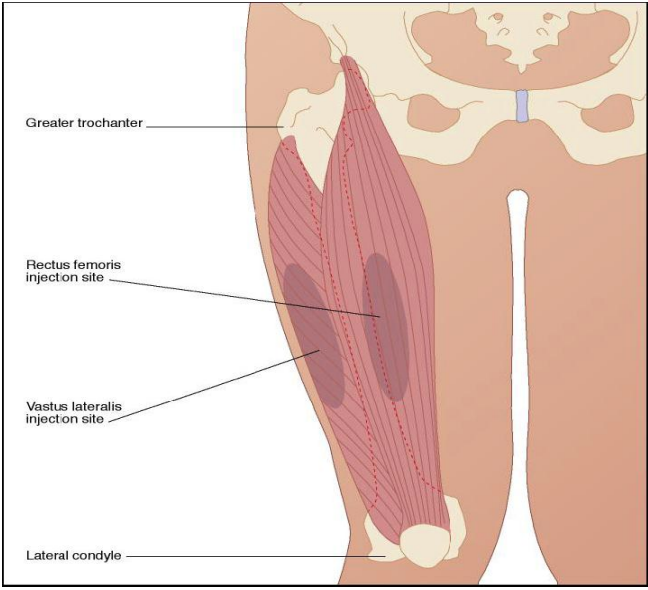 Greater trochanter
Rectus femoris
injection site
Vastus lateralis
injection site
Lateral condyle